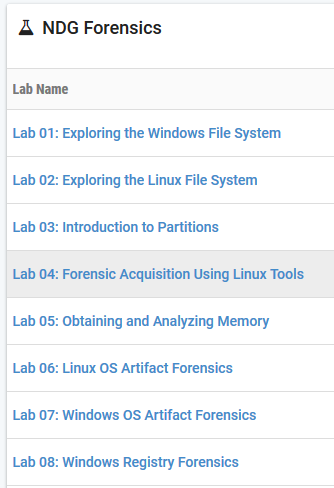 NDG Forensics
Lab Name
Lab 01: Exploring the Windows File System
Lab 02: Exploring the Linux File System
Lab 03: Introduction to Partitions
Lab 04: Forensic Acquisition Using Linux Tools
Lab 05: Obtaining and Analyzing Memory
Lab 06: Linux OS Artifact Forensics
Lab 07: Windows OS Artifact Forensics
Lab 08: Windows Registry Forensics